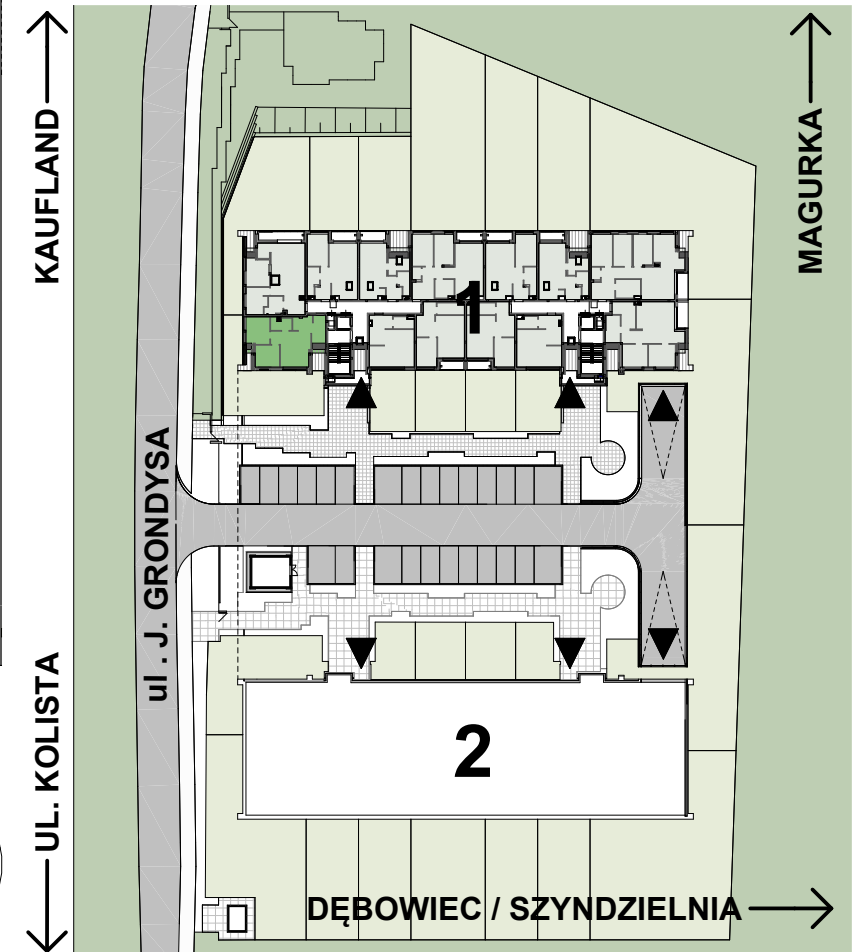 KAUFLAND
MAGURKA
1
ul . J. GRONDYSA
UL. KOLISTA
2
DĘBOWIEC / SZYNDZIELNIA